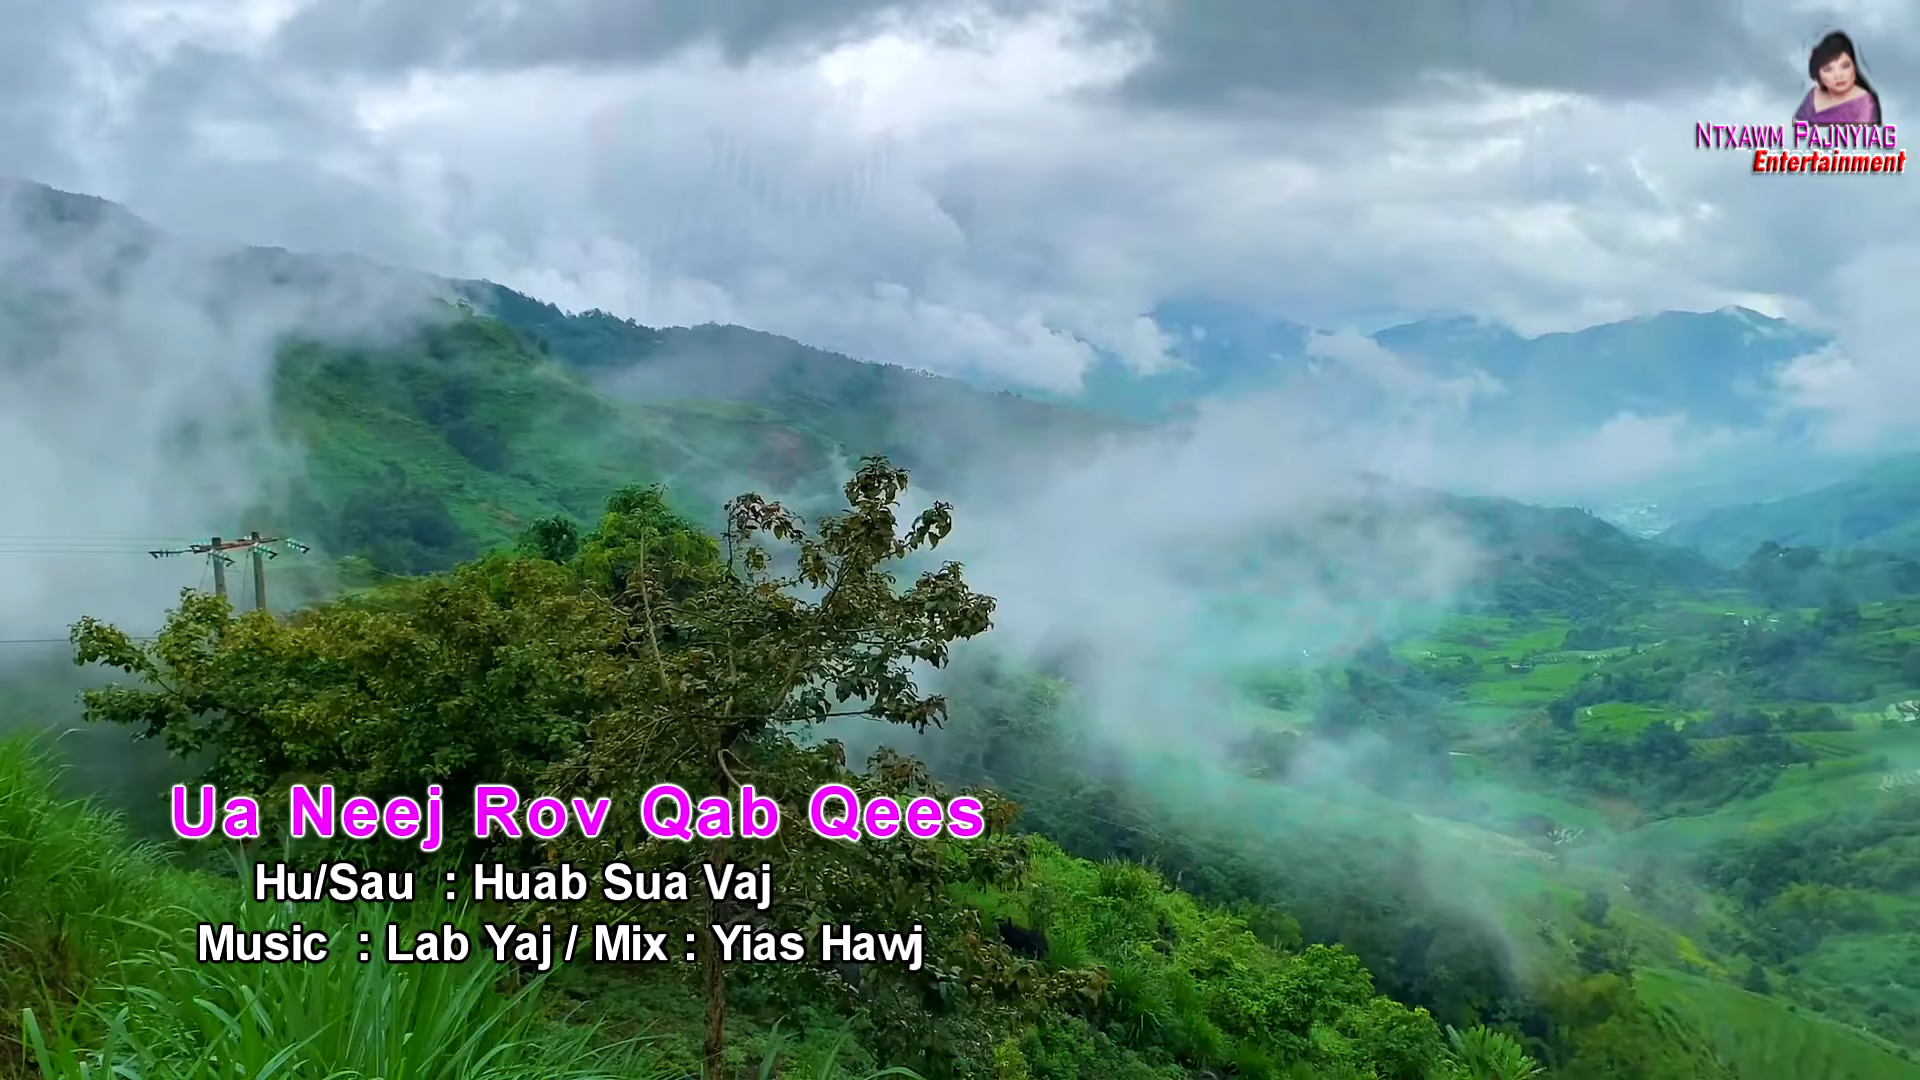 NTXAWM PAJNYIAG
Entertainment
Ua Neej Rov Qab Qees
Hu/Sau : Huab Sua Vaj
Music : Lab Yaj / Mix : Yias Hawj